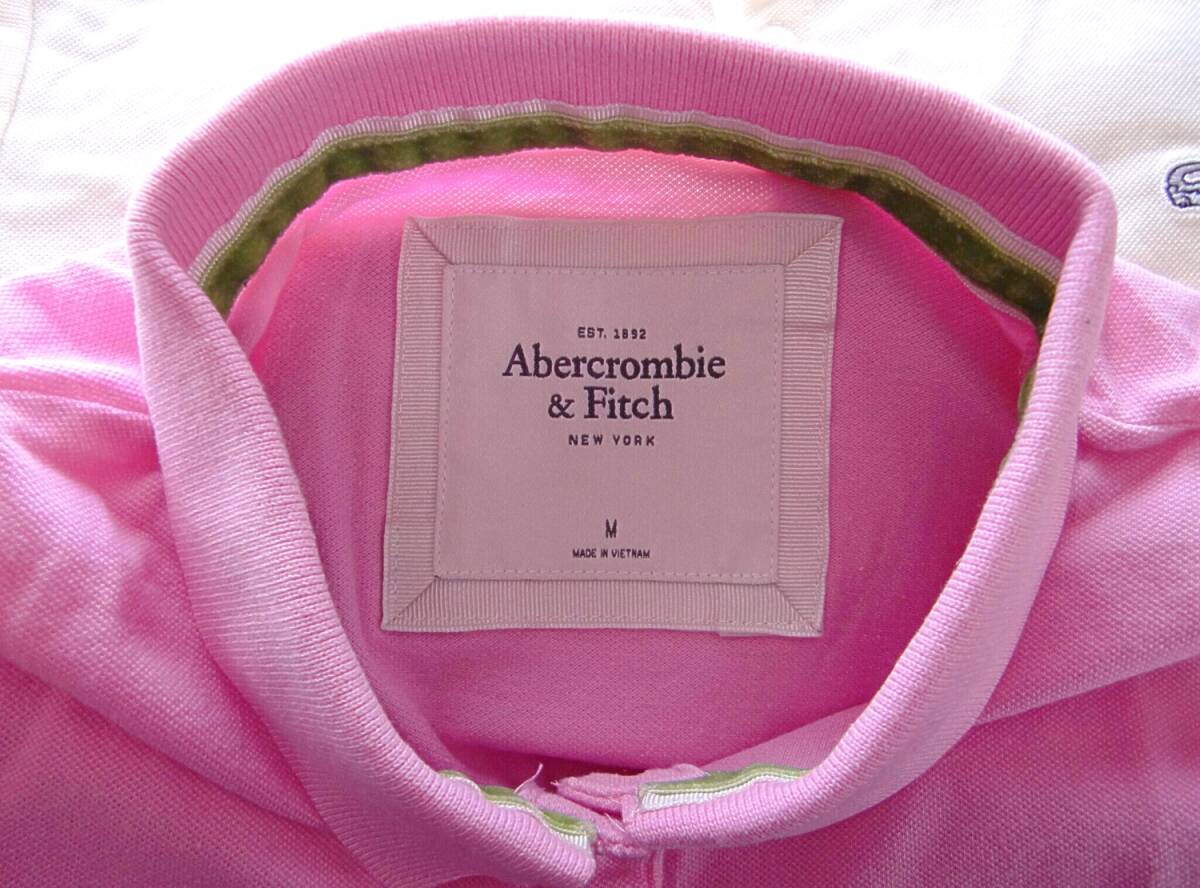 EST. 1892
Abercrombie
& Fitch
NEW YORK
M
MADE IN VIETNAM